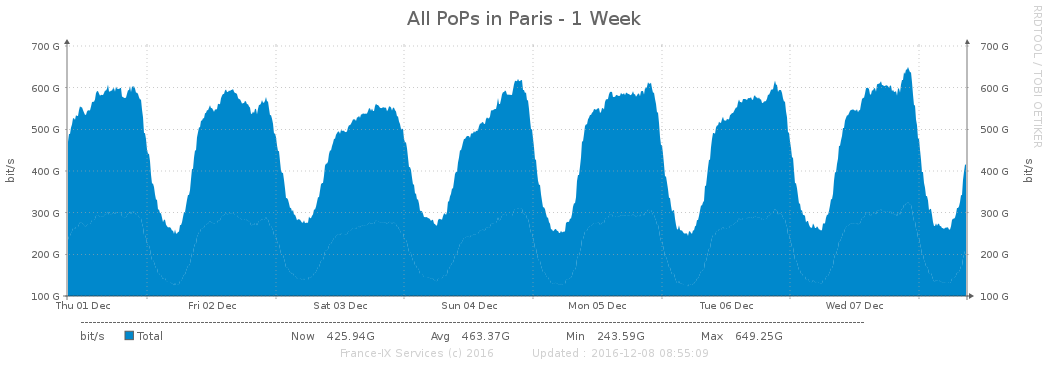 All PoPs in Paris - 1 Week
RRDTOOL / TOBI OETIKER
700 G 700 G
600 G 600 G
500 G 500 G
400 G 400 G
300 G 300 G
200 G 200 G
100 G 100 G
bit/s bit/s
Thu 01 Dec Fri 02 Dec Sat 03 Dec Sun 04 Dec Mon 05 Dec Tue 06 Dec Wed 07 Dec
bit/s Total Now 425.94G Avg 463.37G Min 243.59G Max 649.25G
France-IX Services (c) 2016 Updated : 2016-12-08 08:55:09